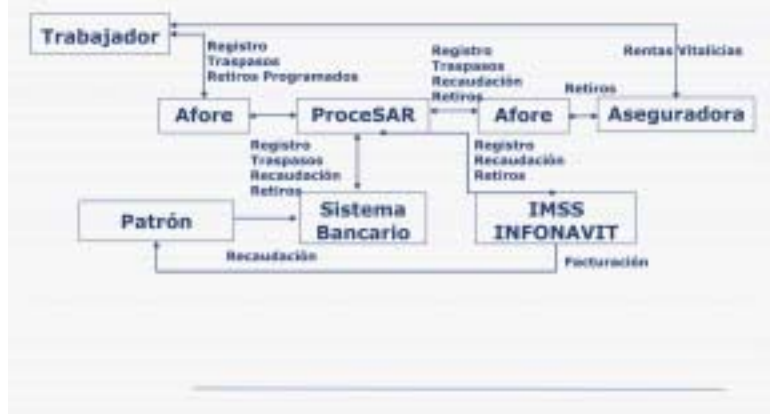 Trabajador
Registro
Traspasos
Retiros Programados
Registro
Traspasos
Recaudación
Retiros
Rentas Vitalicias
Retiros
Afore
ProceSAR
Afore
Aseguradora
Registro
Traspasos
Recaudación
Retiros
Registro
Recaudación
Retiros
Patrón
Sistema
Bancario
IMSS
INFONAVIT
Recaudación
Facturación